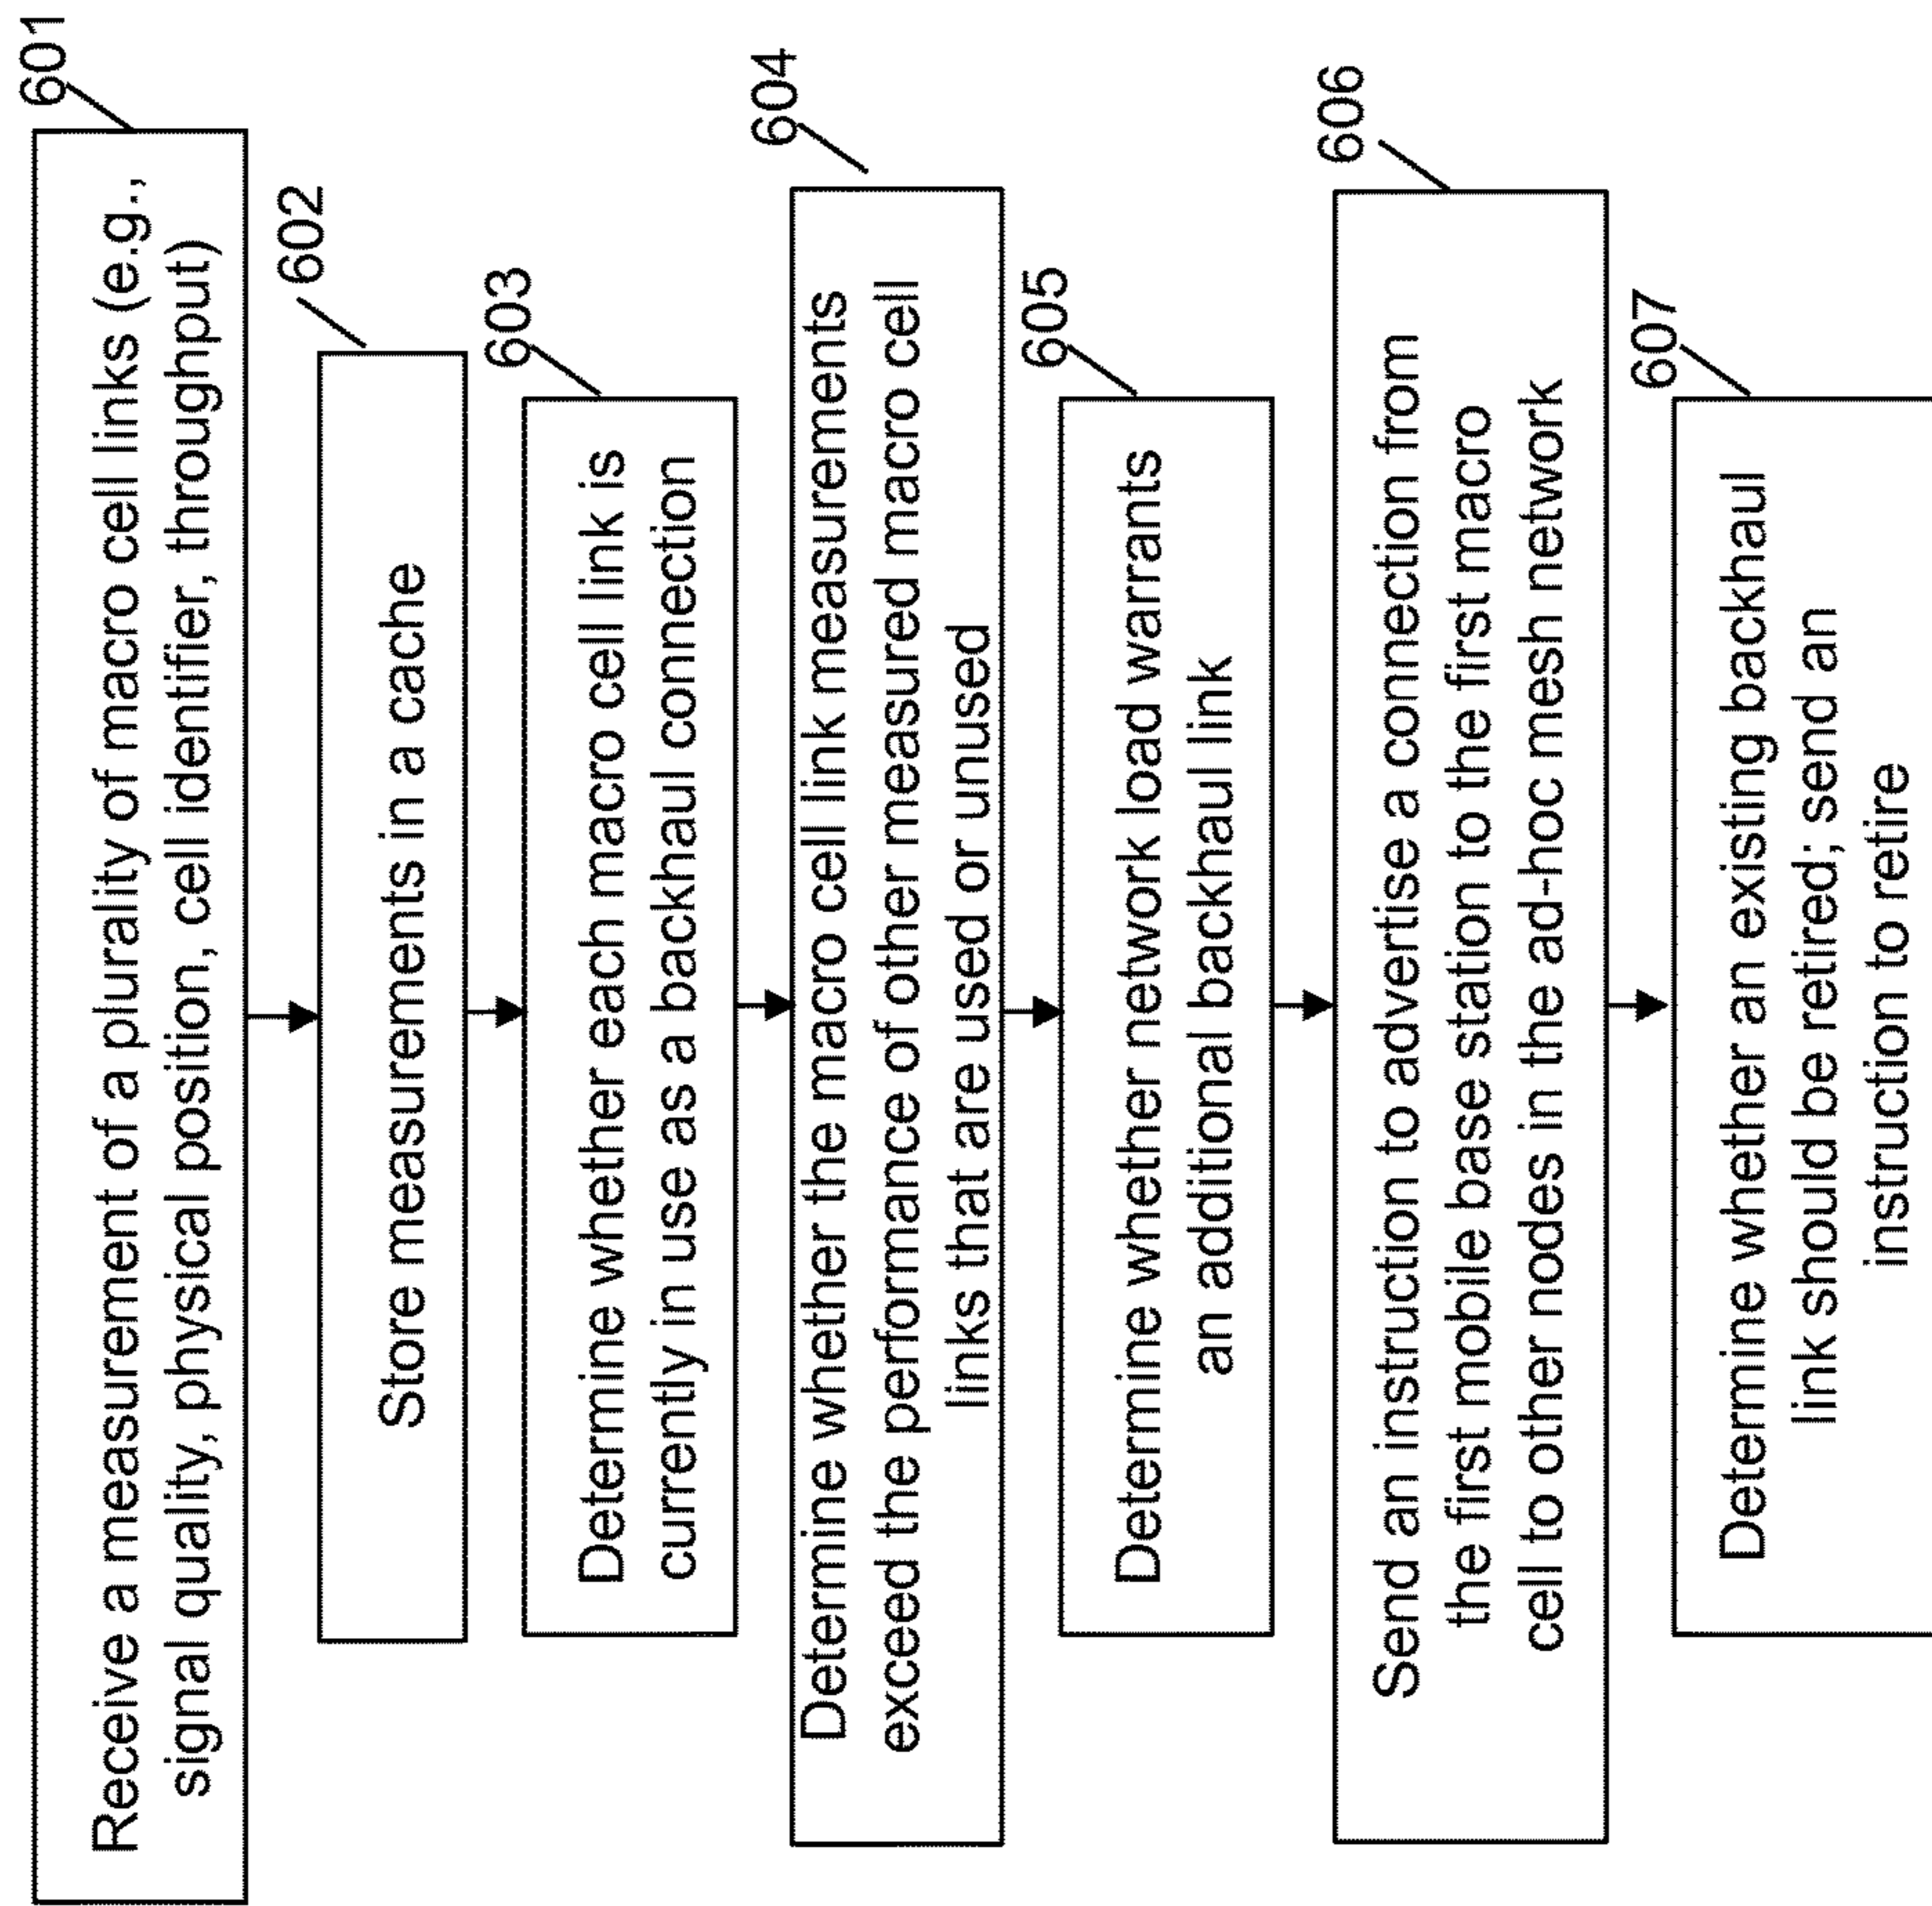 601
Receive a measurement of a plurality of macro cell links (e.g.,
signal quality, physical position, cell identifier, throughput)
602
Store measurements in a cache
603
Determine whether each macro cell link is
currently in use as a backhaul connection
604
Determine whether the macro cell link measurements
exceed the performance of other measured macro cell
links that are used or unused
605
Determine whether network load warrants
an additional backhaul link
606
Send an instruction to advertise a connection from
the first mobile base station to the first macro
cell to other nodes in the ad-hoc mesh network
607
Determine whether an existing backhaul
link should be retired; send an
instruction to retire